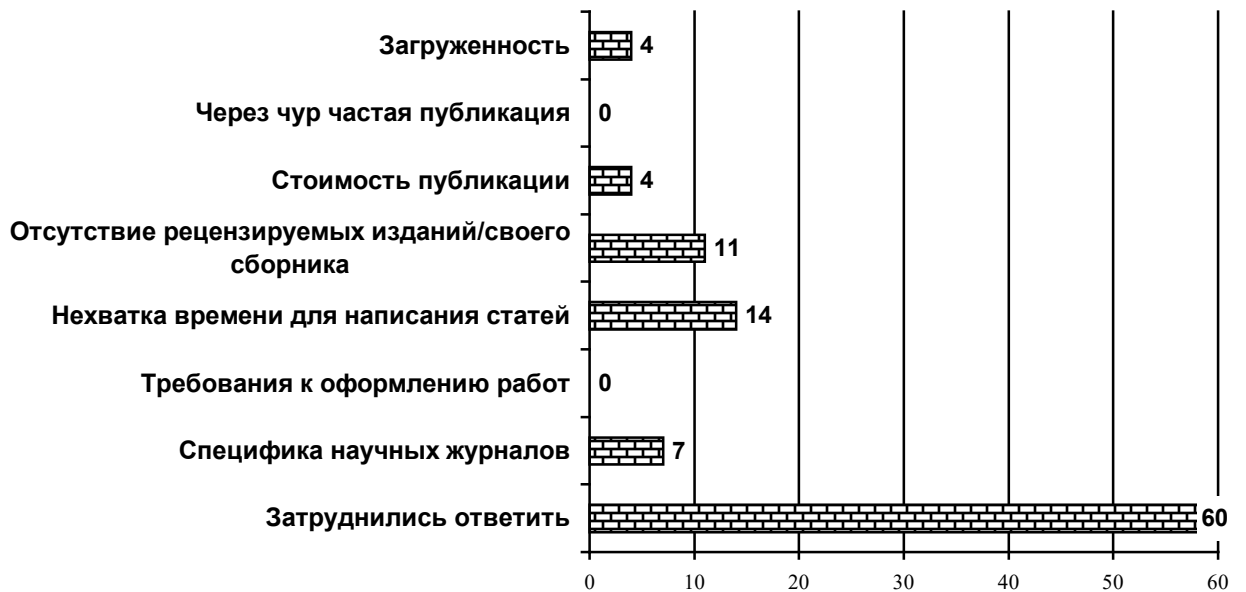 Загруженность
4
Через чур частая публикация
0
Стоимость публикации
4
Отсутствие рецензируемых изданий/своего
сборника
11
Нехватка времени для написания статей
14
Требования к оформлению работ
0
Специфика научных журналов
7
Затруднились ответить
60
0 10 20 30 40 50 60